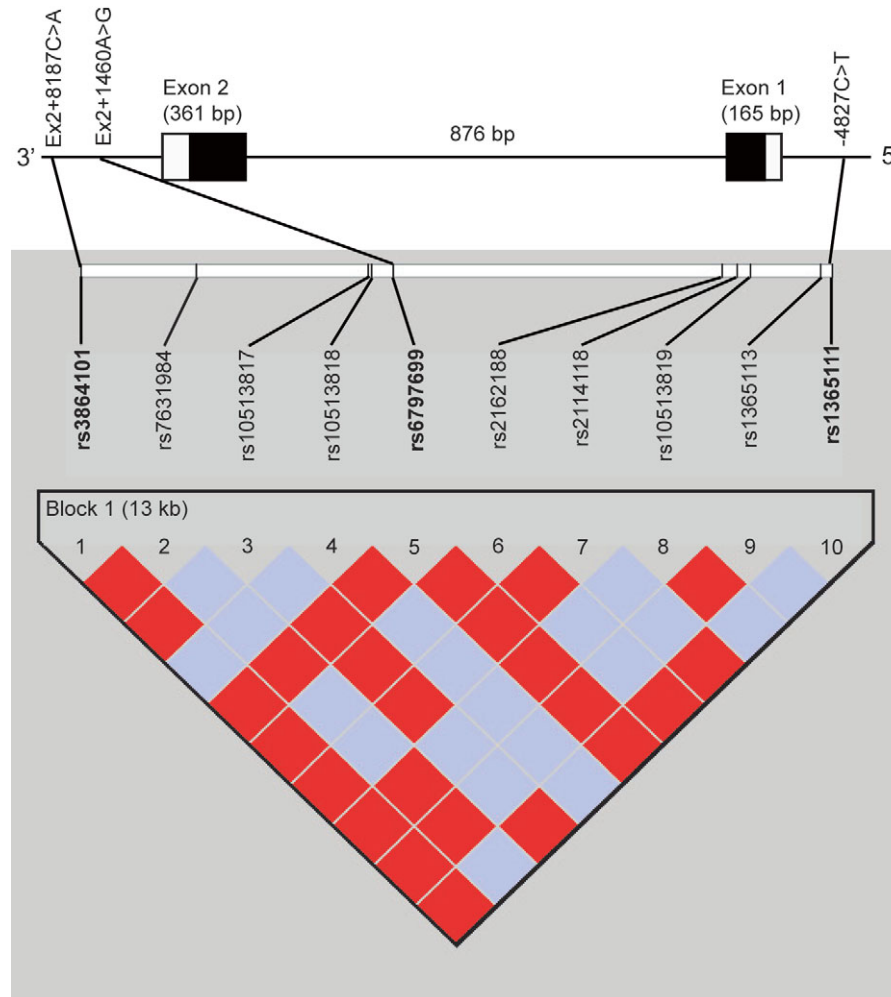 Ex2+8187C>A
Ex2+1460A>G
-4827C>T
Exon 2
(361 bp)
Exon 1
(165 bp)
876 bp
3’
5’
rs3864101
rs7631984
rs10513817
rs10513818
rs6797699
rs2162188
rs2114118
rs10513819
rs1365113
rs1365111
Block 1 (13 kb)
1 2 3 4 5 6 7 8 9 10